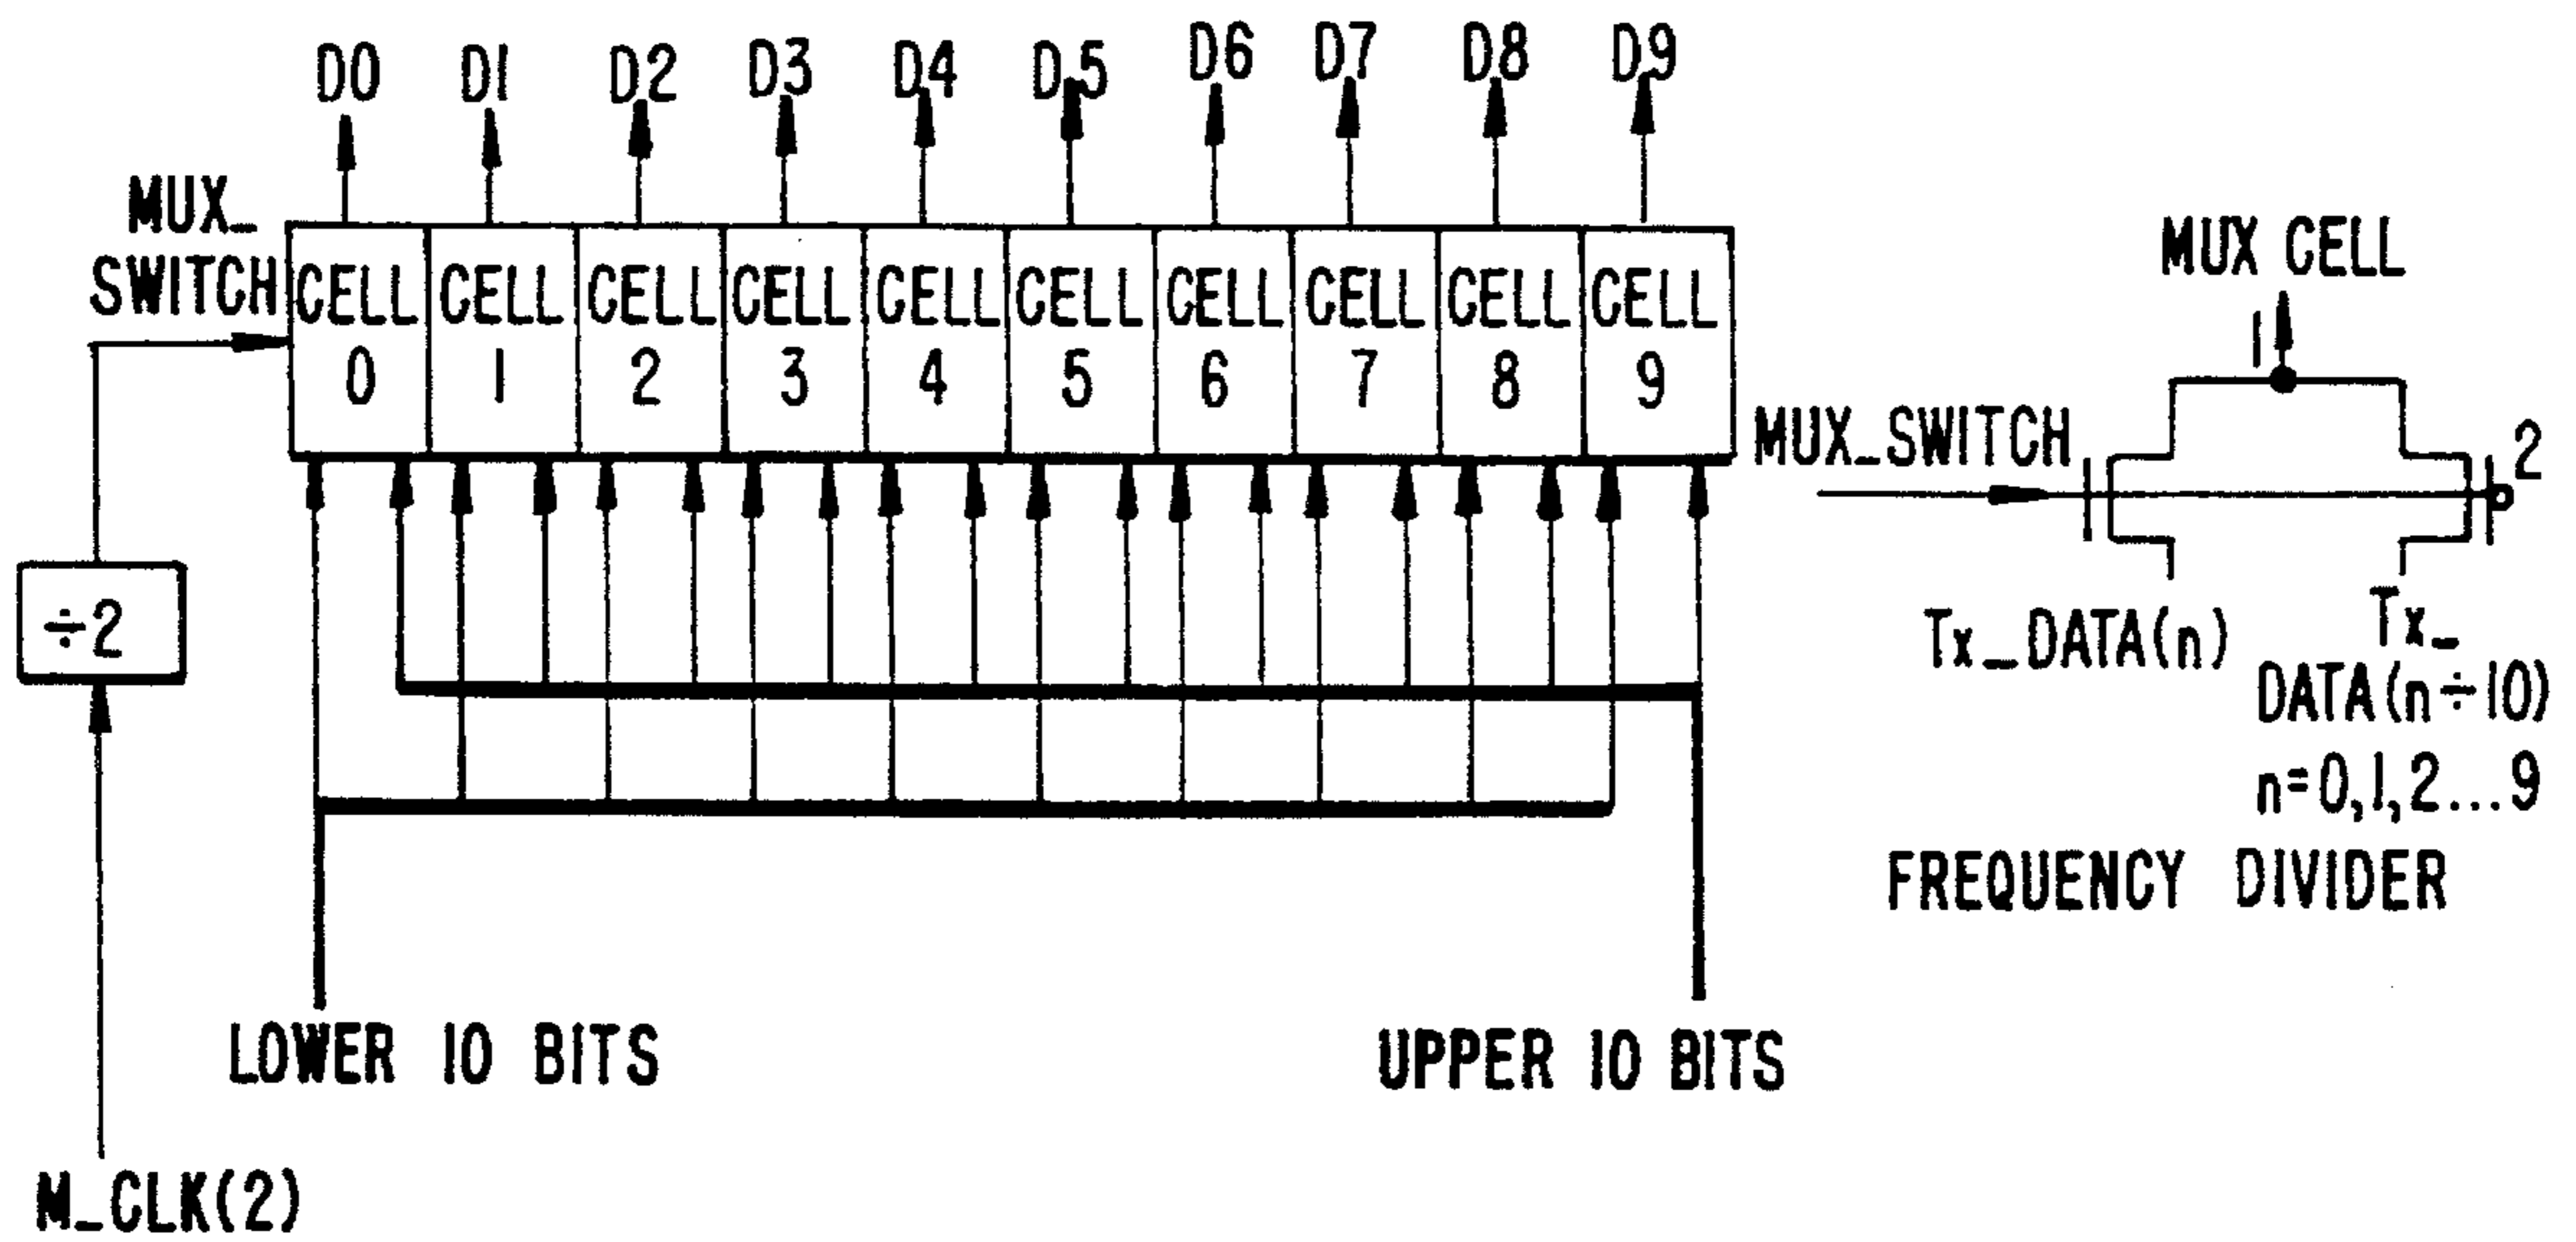 D0 D1 D2 D3 D4 D5 D6 D7 D8 D9
MUX_
SWITCH
CELL 0
CELL 1
CELL 2
CELL 3
CELL 4
CELL 5
CELL 6
CELL 7
CELL 8
CELL 9
÷2
M_CLK(2)
LOWER 10 BITS
UPPER 10 BITS
MUX CELL
1
MUX_SWITCH
2
Tx_DATA(n)
Tx_
DATA(n÷10)
n=0,1,2...9
FREQUENCY DIVIDER